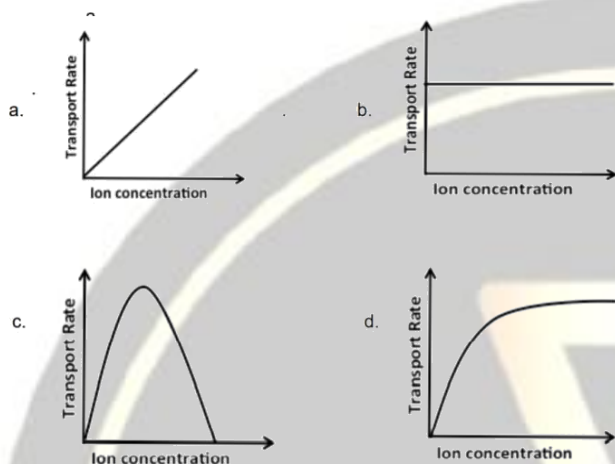 a.
Transport Rate
Ion concentration
b.
Transport Rate
Ion concentration
c.
Transport Rate
Ion concentration
d.
Transport Rate
Ion concentration